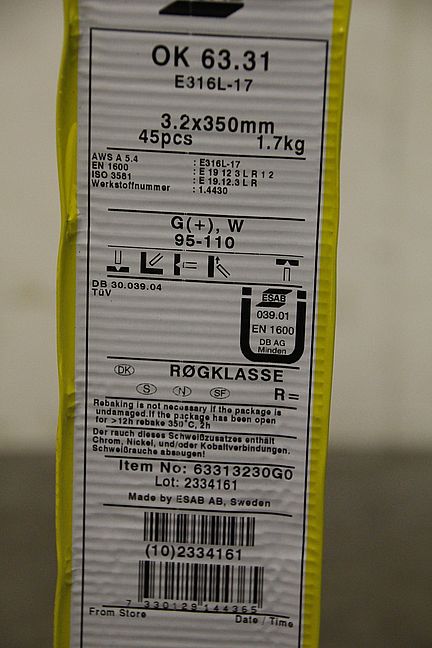 OK 63.31
E316L-17
3.2x350mm
45pcs 1.7kg
AWS A 5.4 : E316L-17
EN 1600 : E 19 12 3 L R 1 2
ISO 3581 : E 19.12.3 L R
Werkstoffnummer : 1.4430
G(+), W
95-110
DB 30.039.04
TüV
ESAB
039.01
EN 1600
DB AG
Minden
DK RØGKLASSE
S N SF R=
Rebaking is not necessary if the package is
undamaged.If the package has been open
for >12h rebake 350°C, 2h
Der rauch dieses Schweißzusatzes enthält
Chrom, Nickel, und/oder Kobaltverbindungen.
Schweißrauche absaugen!
Item No: 63313230G0
Lot: 2334161
Made by ESAB AB, Sweden
(10)2334161
7 330129 144365
From Store Date / Time